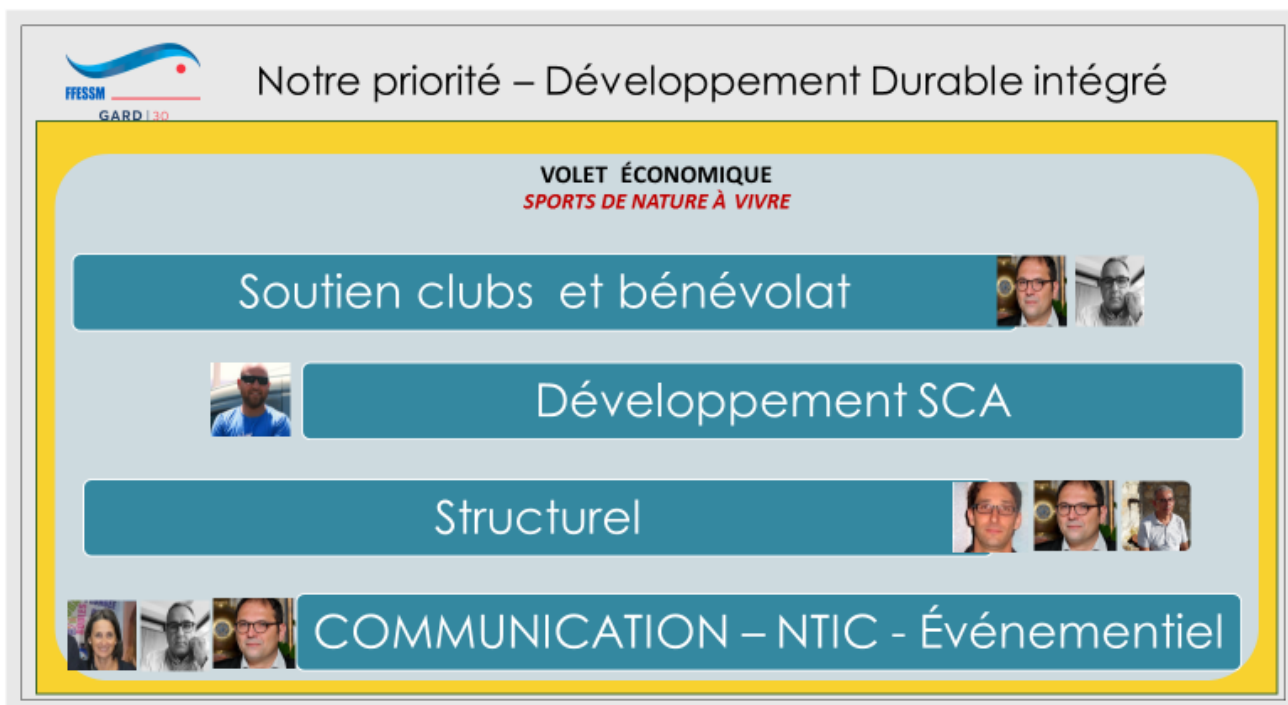 FFESSM
GARD | 30
Notre priorité – Développement Durable intégré
VOLET ÉCONOMIQUE
SPORTS DE NATURE À VIVRE
Soutien clubs et bénévolat
Développement SCA
Structurel
COMMUNICATION – NTIC - Événementiel